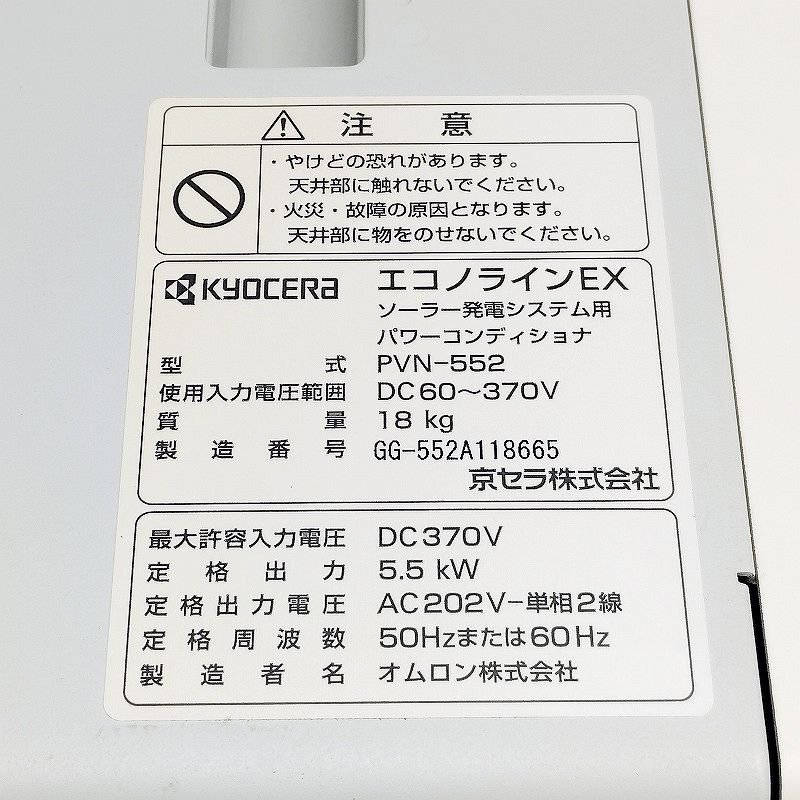 注 意
・やけどの恐れがあります。
天井部に触れないでください。
・火災・故障の原因となります。
天井部に物をのせないでください。
KYOCERA エコノラインEX
ソーラー発電システム用
パワーコンディショナ
型 式 PVN-552
使用入力電圧範囲 DC60〜370V
質 量 18 kg
製 造 番 号 GG-552A118665
京セラ株式会社
最大許容入力電圧 DC370V
定 格 出 力 5.5 kW
定格出力電圧 AC202V-単相2線
定格周波数 50Hzまたは60Hz
製 造 者 名 オムロン株式会社